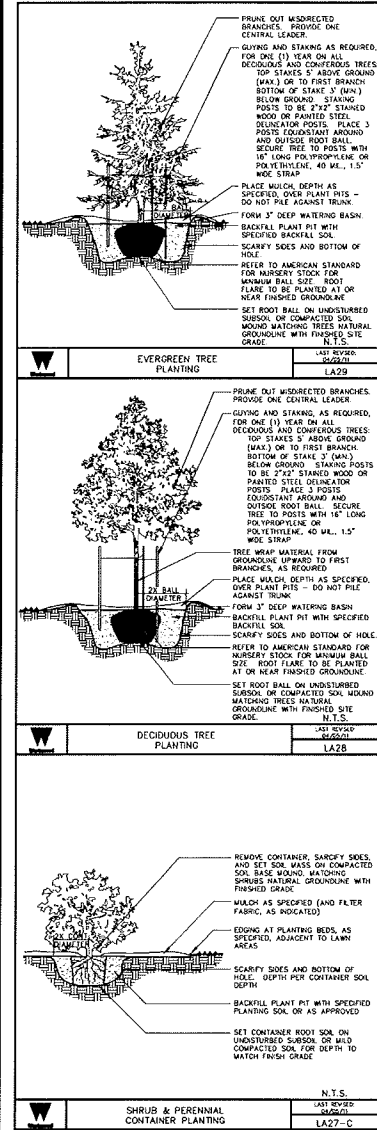 PRUNE OUT MISDIRECTED
BRANCHES. PROVIDE ONE
CENTRAL LEADER.
GUYING AND STAKING AS REQUIRED,
FOR ONE (1) YEAR ON ALL
DECIDUOUS AND CONIFEROUS TREES
TOP STAKES 5' ABOVE GROUND
(MAX.) OR TO FIRST BRANCH
BOTTOM OF STAKE 3' (MIN.)
BELOW GROUND. STAKING
POSTS TO BE 2"X2" STAINED
WOOD OR PAINTED STEEL
DELINEATOR POSTS. PLACE 3
POSTS EQUIDISTANT AROUND
AND OUTSIDE ROOT BALL.
SECURE TREE TO POSTS WITH
16" LONG POLYPROPYLENE OR
POLYETHYLENE, 40 MIL., 1.5"
WIDE STRAP
PLACE MULCH, DEPTH AS
SPECIFIED, OVER PLANT PITS –
DO NOT PILE AGAINST TRUNK.
2X BALL
DIAMETER
FORM 3" DEEP WATERING BASIN.
BACKFILL PLANT PIT WITH
SPECIFIED BACKFILL SOIL
SCARIFY SIDES AND BOTTOM OF
HOLE.
REFER TO AMERICAN STANDARD
FOR NURSERY STOCK FOR
MINIMUM BALL SIZE. ROOT
FLARE TO BE PLANTED AT OR
NEAR FINISHED GROUNDLINE
SET ROOT BALL ON UNDISTURBED
SUBSOIL OR COMPACTED SOIL
MOUND MATCHING TREES NATURAL
GROUNDLINE WITH FINISHED SITE
GRADE.
N.T.S.
EVERGREEN TREE
PLANTING
LAST REVISED:
04/25/11
LA29
PRUNE OUT MISDIRECTED BRANCHES.
PROVIDE ONE CENTRAL LEADER.
GUYING AND STAKING, AS REQUIRED,
FOR ONE (1) YEAR ON ALL
DECIDUOUS AND CONIFEROUS TREES:
TOP STAKES 5' ABOVE GROUND
(MAX.) OR TO FIRST BRANCH.
BOTTOM OF STAKE 3' (MIN.)
BELOW GROUND STAKING POSTS
TO BE 2"X2" STAINED WOOD OR
PAINTED STEEL DELINEATOR
POSTS PLACE 3 POSTS
EQUIDISTANT AROUND AND
OUTSIDE ROOT BALL. SECURE
TREE TO POSTS WITH 16" LONG
POLYPROPYLENE OR
POLYETHYLENE, 40 MIL., 1.5"
WIDE STRAP
TREE WRAP MATERIAL FROM
GROUNDLINE UPWARD TO FIRST
BRANCHES, AS REQUIRED
PLACE MULCH, DEPTH AS SPECIFIED,
OVER PLANT PITS – DO NOT PILE
AGAINST TRUNK
2X BALL
DIAMETER
FORM 3" DEEP WATERING BASIN
BACKFILL PLANT PIT WITH SPECIFIED
BACKFILL SOIL
SCARIFY SIDES AND BOTTOM OF HOLE.
REFER TO AMERICAN STANDARD FOR
NURSERY STOCK FOR MINIMUM BALL
SIZE. ROOT FLARE TO BE PLANTED
AT OR NEAR FINISHED GROUNDLINE.
SET ROOT BALL ON UNDISTURBED
SUBSOIL OR COMPACTED SOIL MOUND
MATCHING TREES NATURAL
GROUNDLINE WITH FINISHED SITE
GRADE.
N.T.S.
DECIDUOUS TREE
PLANTING
LAST REVISED:
04/25/11
LA28
REMOVE CONTAINER, SARCIFY SIDES,
AND SET SOIL MASS ON COMPACTED
SOIL BASE MOUND, MATCHING
SHRUBS NATURAL GROUNDLINE WITH
FINISHED GRADE
MULCH AS SPECIFIED (AND FILTER
FABRIC, AS INDICATED)
2X CONT.
DIAMETER
EDGING AT PLANTING BEDS, AS
SPECIFIED, ADJACENT TO LAWN
AREAS
SCARIFY SIDES AND BOTTOM OF
HOLE. DEPTH PER CONTAINER SOIL
DEPTH
BACKFILL PLANT PIT WITH SPECIFIED
PLANTING SOIL OR AS APPROVED
SET CONTAINER ROOT SOIL ON
UNDISTURBED SUBSOIL OR MILD
COMPACTED SOIL FOR DEPTH TO
MATCH FINISH GRADE
N.T.S.
SHRUB & PERENNIAL
CONTAINER PLANTING
LAST REVISED:
04/25/11
LA27-C